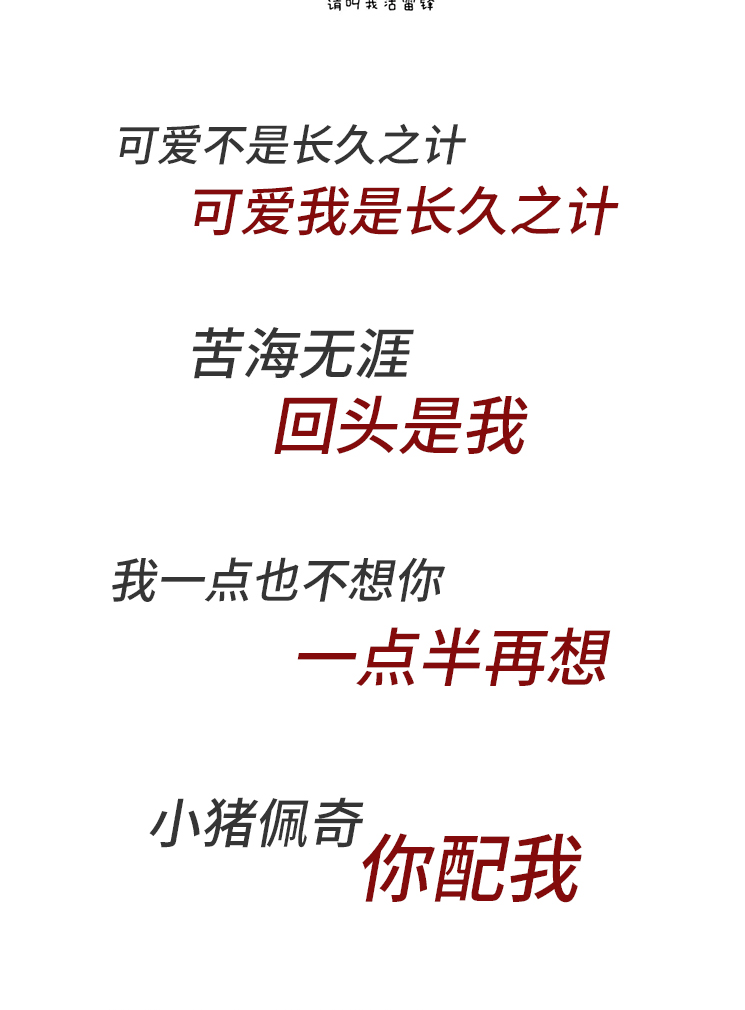 请叫我活雷锋
可爱不是长久之计
可爱我是长久之计
苦海无涯
回头是我
我一点也不想你
一点半再想
小猪佩奇
你配我